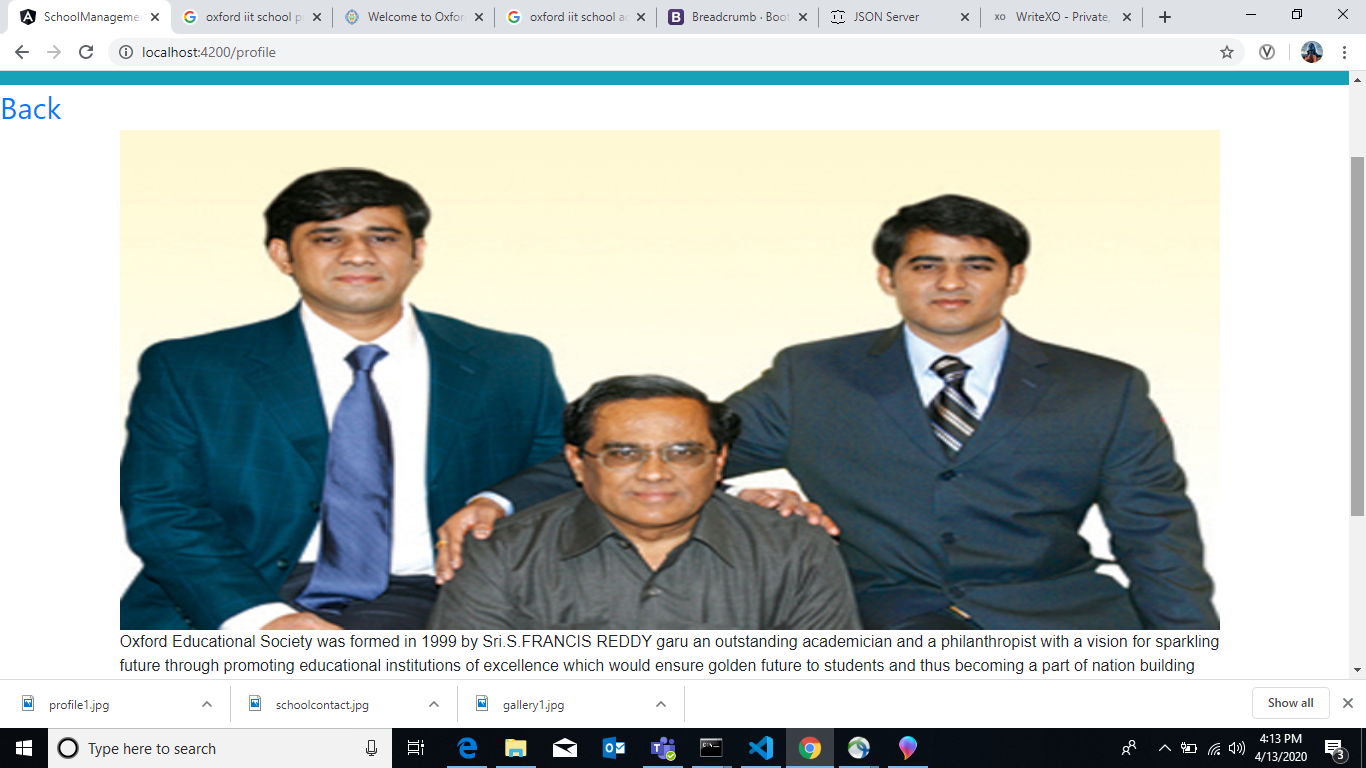 SchoolManageme
oxford iit school p
Welcome to Oxfor
oxford iit school a
Breadcrumb · Boot
JSON Server
XO WriteXO - Private,
localhost:4200/profile
Back
Oxford Educational Society was formed in 1999 by Sri.S.FRANCIS REDDY garu an outstanding academician and a philanthropist with a vision for sparkling
future through promoting educational institutions of excellence which would ensure golden future to students and thus becoming a part of nation building
profile1.jpg
schoolcontact.jpg
gallery1.jpg
Show all
Type here to search
4:13 PM
4/13/2020
3